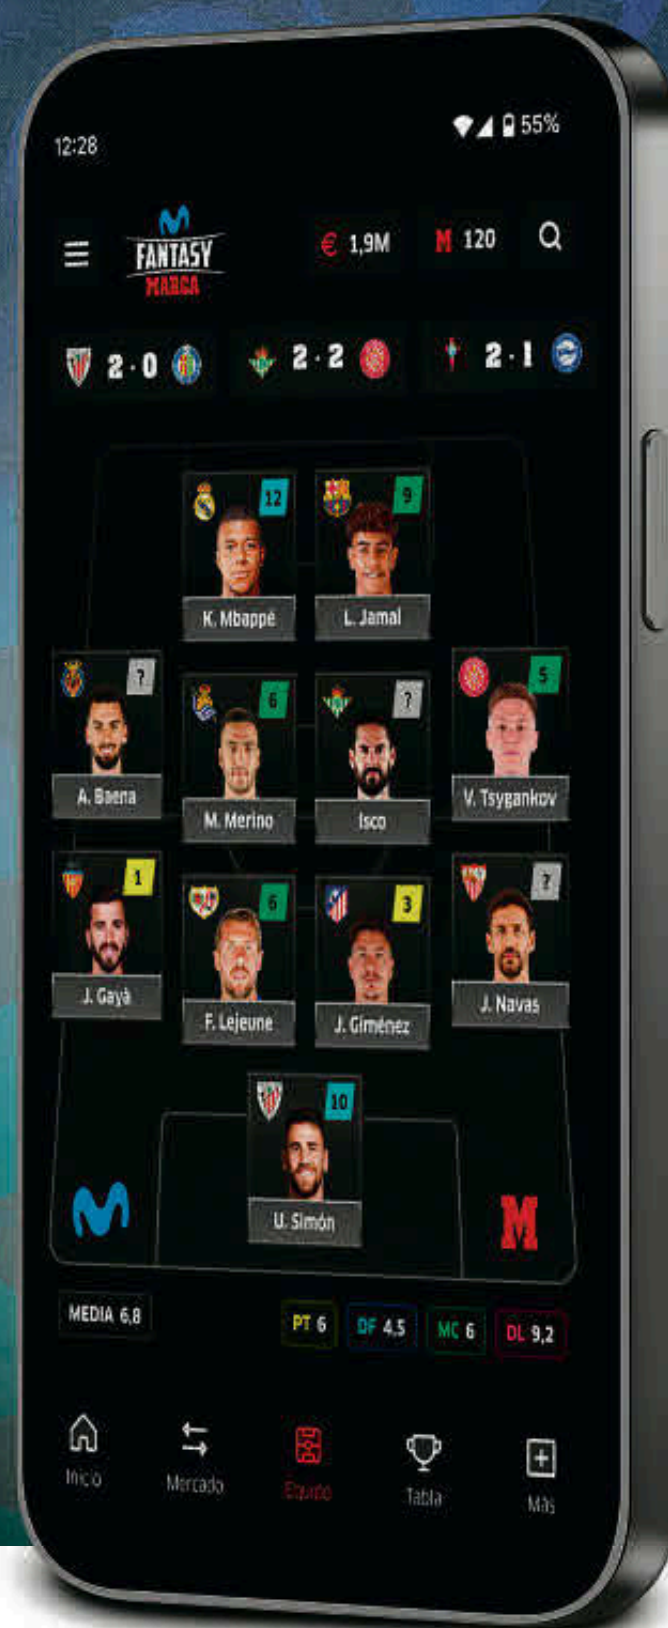 12:28
55%
FANTASY
MARCA
€ 1,9M
M 120
2 · 0
2 · 2
2 · 1
12
9
K. Mbappé
L. Jamal
?
6
?
5
A. Baena
M. Merino
Isco
V. Tsygankov
1
6
3
?
J. Gayà
F. Lejeune
J. Giménez
J. Navas
10
U. Simón
M
MEDIA 6,8
PT 6
DF 4.5
MC 6
DL 9,2
Inicio
Mercado
Equipo
Tabla
Más